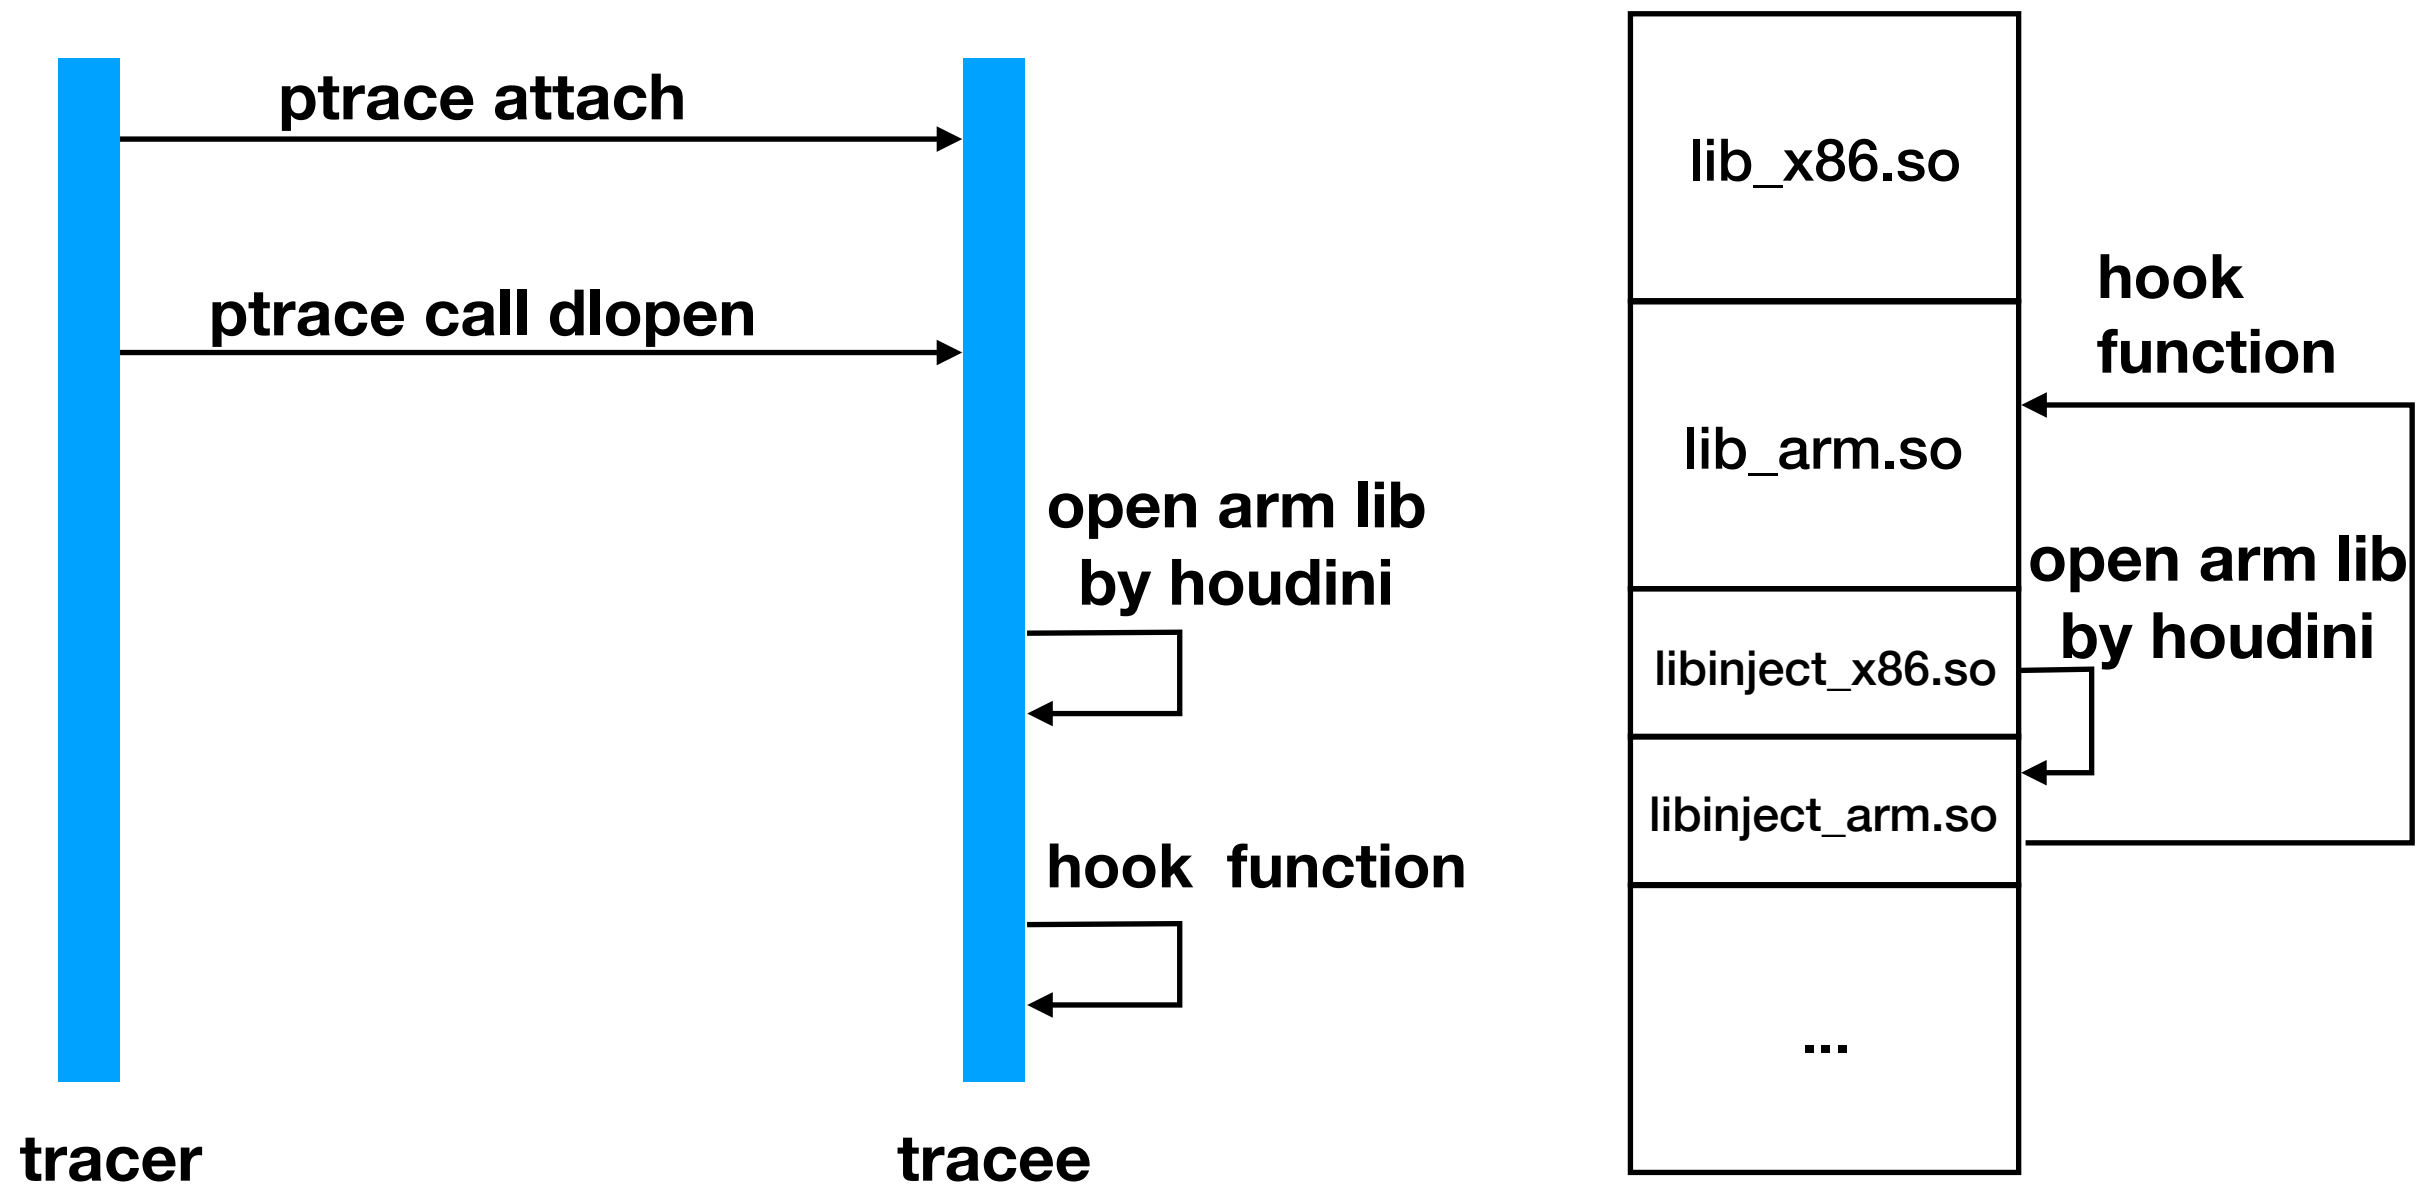 ptrace attach
ptrace call dlopen
open arm lib
by houdini
hook  function
tracer
tracee
lib_x86.so
lib_arm.so
libinject_x86.so
libinject_arm.so
...
hook
function
open arm lib
by houdini